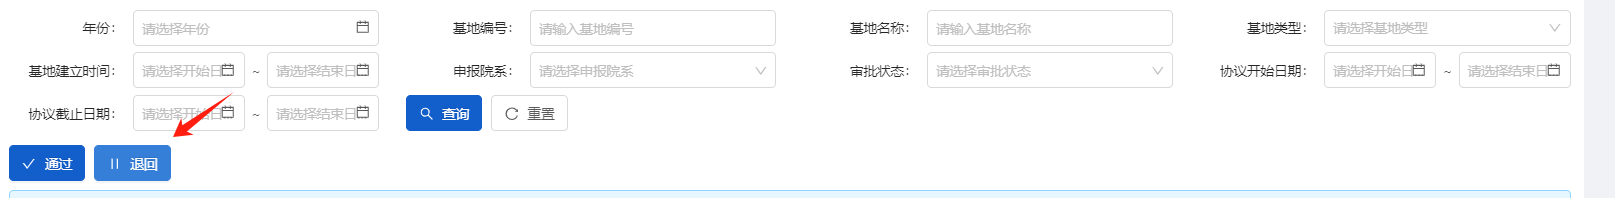 年份： 请选择年份 基地编号： 请输入基地编号 基地名称： 请输入基地名称 基地类型： 请选择基地类型
基地建立时间： 请选择开始日 ~ 请选择结束日 申报院系： 请选择申报院系 审批状态： 请选择审批状态 协议开始日期： 请选择开始日 ~ 请选择结束日
协议截止日期： 请选择开始日 ~ 请选择结束日 查询 重置
通过 退回